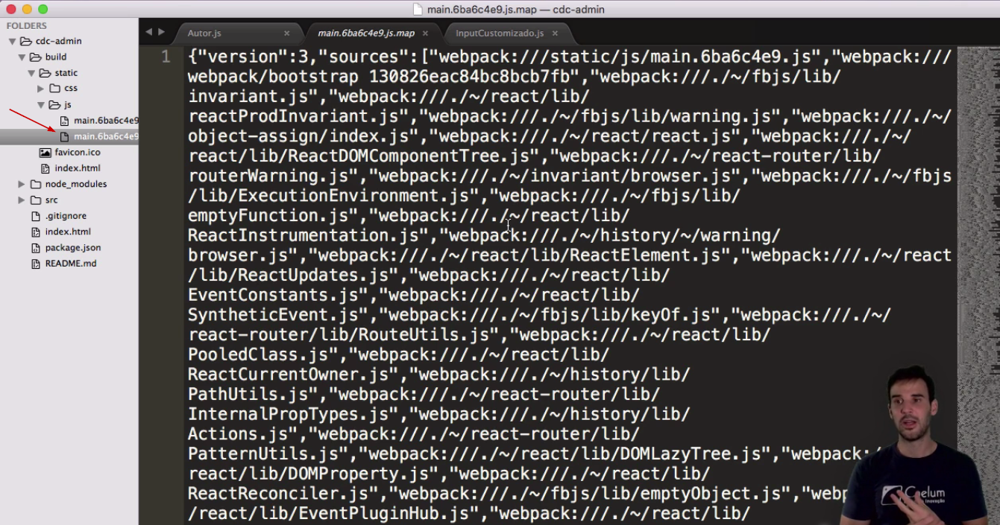 main.6ba6c4e9.js.map — cdc-admin
FOLDERS
cdc-admin
build
static
css
js
main.6ba6c4e9
main.6ba6c4e9
favicon.ico
index.html
node_modules
src
.gitignore
index.html
package.json
README.md
Autor.js ×
main.6ba6c4e9.js.map ×
InputCustomizado.js ×
1
{"version":3,"sources":["webpack:///static/js/main.6ba6c4e9.js","webpack:///
webpack/bootstrap 130826eac84bc8bcb7fb","webpack:///./~/fbjs/lib/
invariant.js","webpack:///./~/react/lib/
reactProdInvariant.js","webpack:///./~/fbjs/lib/warning.js","webpack:///./~/
object-assign/index.js","webpack:///./~/react/react.js","webpack:///./~/
react/lib/ReactDOMComponentTree.js","webpack:///./~/react-router/lib/
routerWarning.js","webpack:///./~/invariant/browser.js","webpack:///./~/fbjs
/lib/ExecutionEnvironment.js","webpack:///./~/fbjs/lib/
emptyFunction.js","webpack:///./~/react/lib/
ReactInstrumentation.js","webpack:///./~/history/~/warning/
browser.js","webpack:///./~/react/lib/ReactElement.js","webpack:///./~/react
/lib/ReactUpdates.js","webpack:///./~/react/lib/
EventConstants.js","webpack:///./~/react/lib/
SyntheticEvent.js","webpack:///./~/fbjs/lib/keyOf.js","webpack:///./~/
react-router/lib/RouteUtils.js","webpack:///./~/react/lib/
PooledClass.js","webpack:///./~/react/lib/
ReactCurrentOwner.js","webpack:///./~/history/lib/
PathUtils.js","webpack:///./~/react-router/lib/
InternalPropTypes.js","webpack:///./~/history/lib/
Actions.js","webpack:///./~/react-router/lib/
PatternUtils.js","webpack:///./~/react/lib/DOMLazyTree.js","webpack:/
react/lib/DOMProperty.js","webpack:///./~/react/lib/
ReactReconciler.js","webpack:///./~/fbjs/lib/emptyObject.js","webp
/react/lib/EventPluginHub.js","webpack:///./~/react/lib/
Caelum